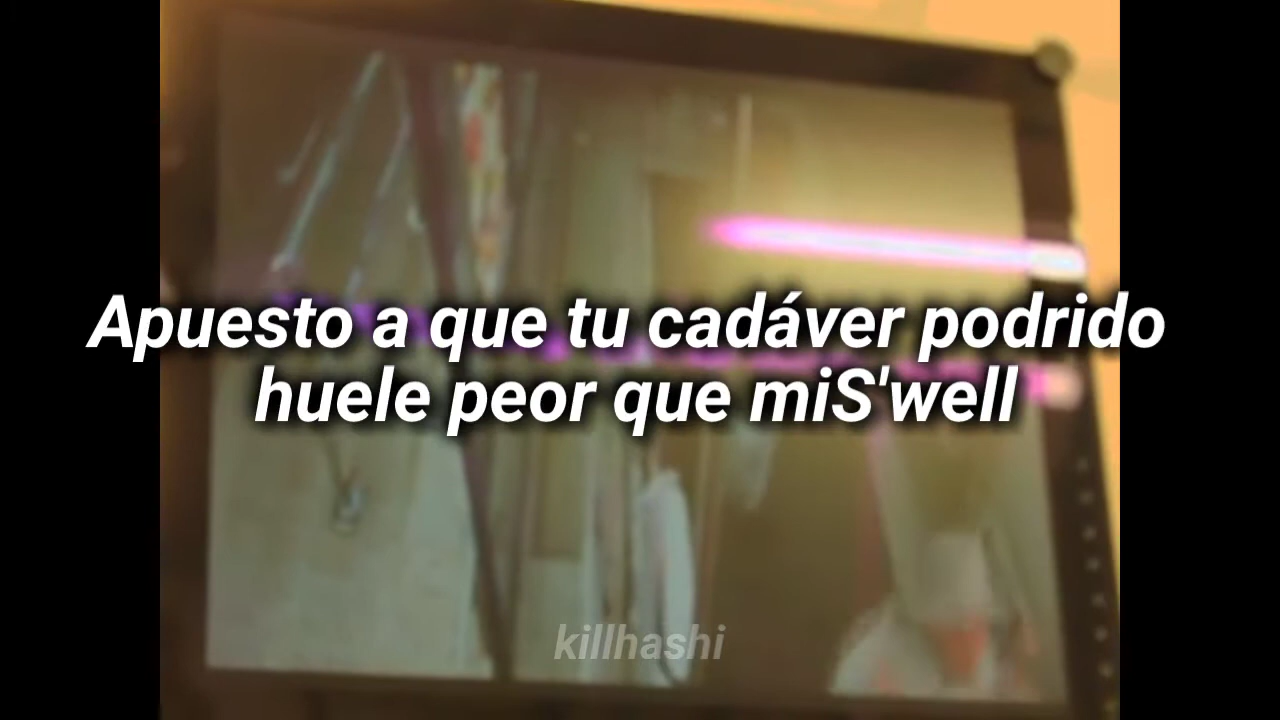 Apuesto a que tu cadáver podrido
huele peor que miS'well
killhashi